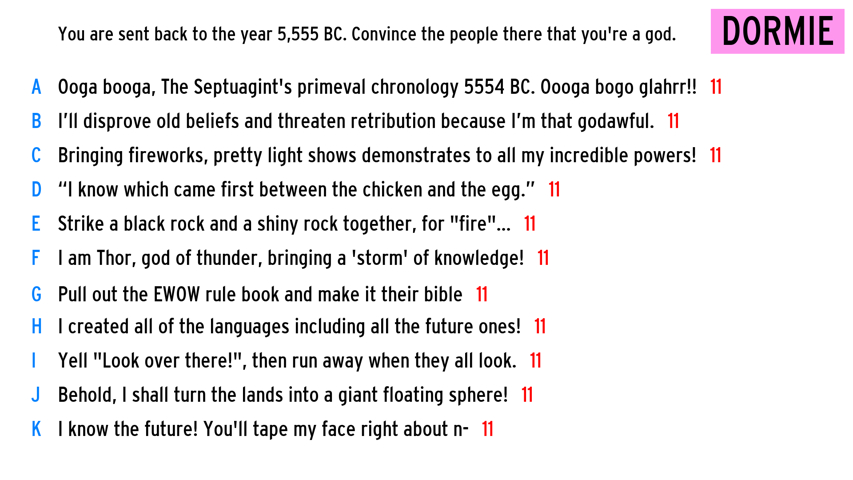 You are sent back to the year 5,555 BC. Convince the people there that you're a god.
DORMIE
A Ooga booga, The Septuagint's primeval chronology 5554 BC. Oooga bogo glahrr!! 11
B I’ll disprove old beliefs and threaten retribution because I’m that godawful. 11
C Bringing fireworks, pretty light shows demonstrates to all my incredible powers! 11
D “I know which came first between the chicken and the egg.” 11
E Strike a black rock and a shiny rock together, for "fire"... 11
F I am Thor, god of thunder, bringing a 'storm' of knowledge! 11
G Pull out the EWOW rule book and make it their bible 11
H I created all of the languages including all the future ones! 11
I Yell "Look over there!", then run away when they all look. 11
J Behold, I shall turn the lands into a giant floating sphere! 11
K I know the future! You'll tape my face right about n- 11